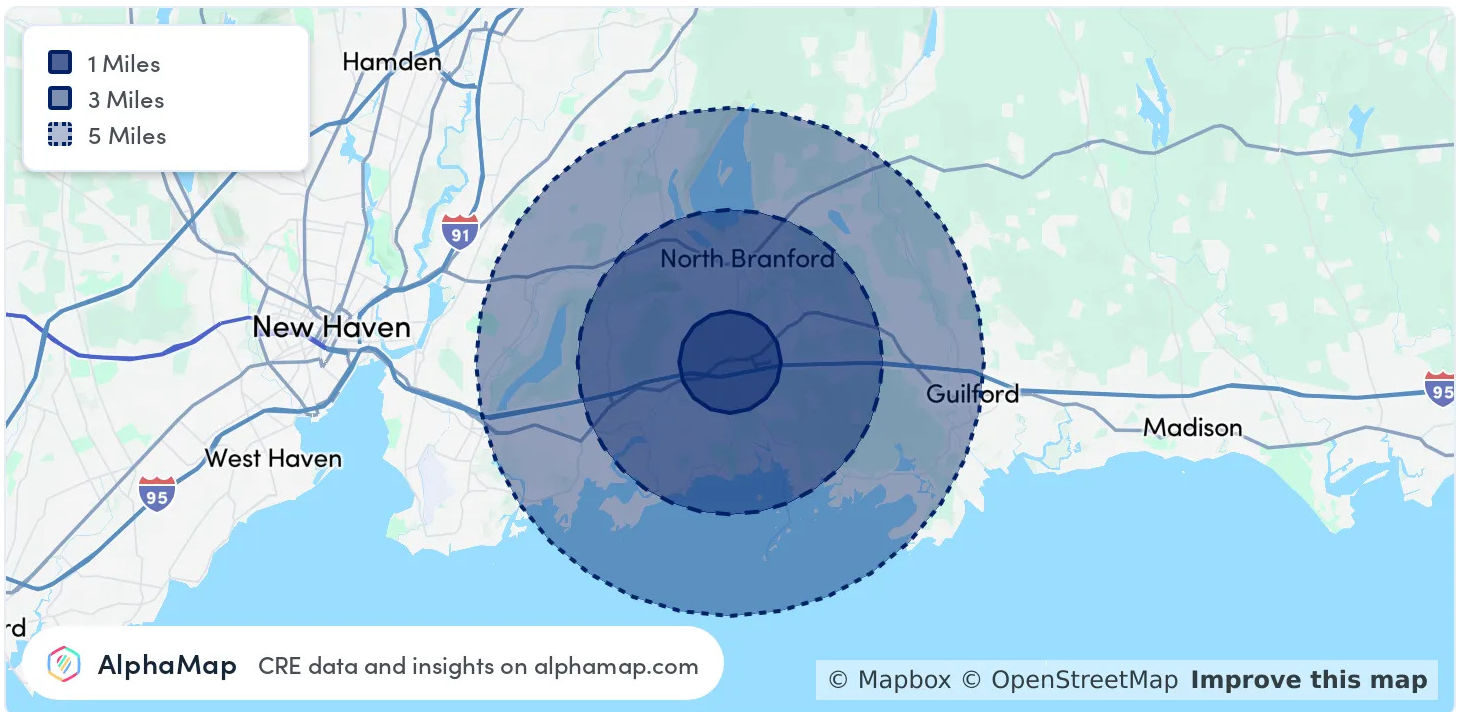 1 Miles
3 Miles
5 Miles
Hamden
91
North Branford
New Haven
Guilford
95
Madison
West Haven
95
rd
AlphaMap CRE data and insights on alphamap.com
© Mapbox © OpenStreetMap Improve this map